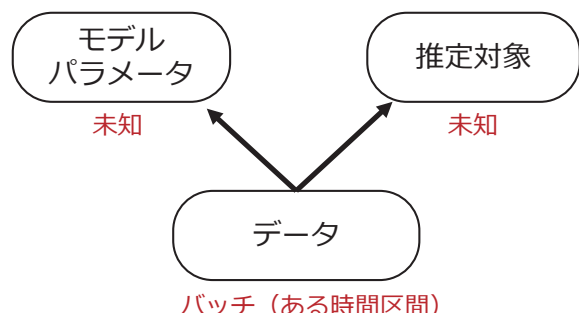 モデル
パラメータ
推定対象
未知
未知
データ
バッチ（ある時間区間）